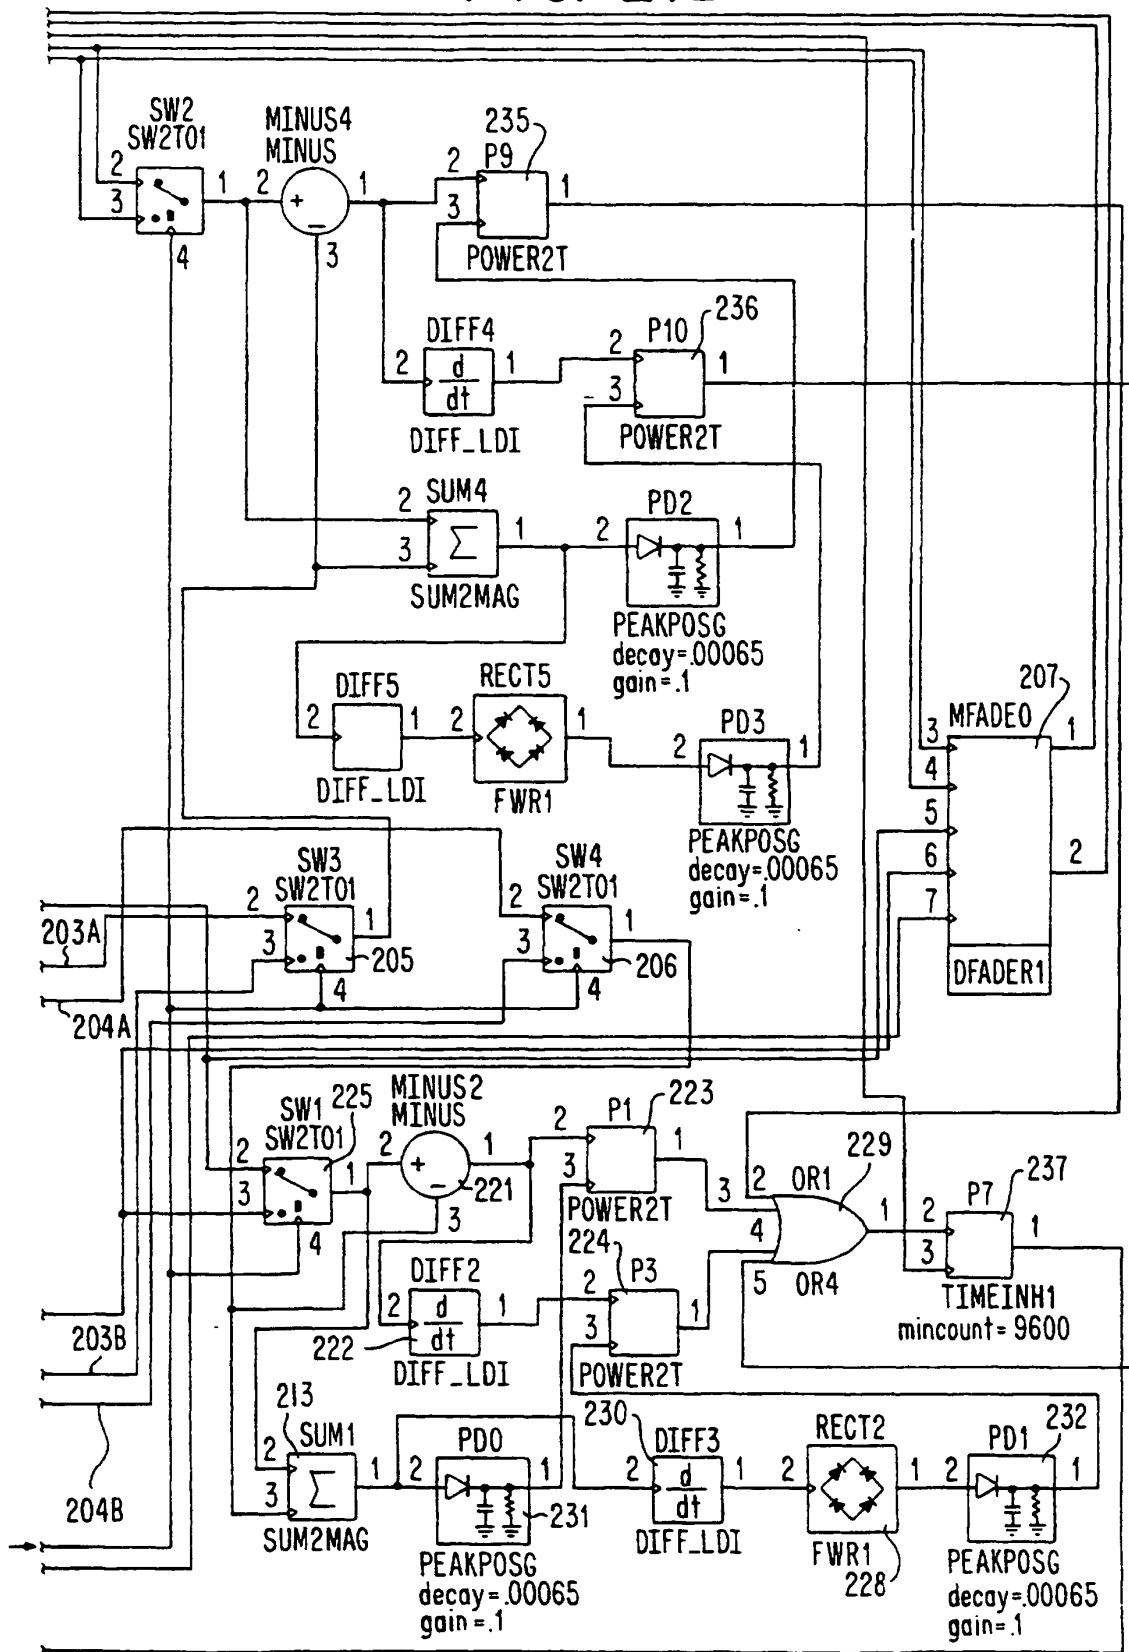 SW2
SW2TO1
2
3
1
4
MINUS4
MINUS
2
+
−
1
3
235
P9
2
3
1
POWER2T
DIFF4
2
d
dt
1
DIFF_LDI
236
P10
2
3
1
POWER2T
SUM4
2
3
Σ
1
SUM2MAG
PD2
2
1
PEAKPOSG
decay=.00065
gain=.1
DIFF5
2
1
DIFF_LDI
RECT5
2
1
FWR1
PD3
2
1
PEAKPOSG
decay=.00065
gain=.1
207
MFADE0
3
4
5
6
7
1
2
DFADER1
203A
204A
SW3
SW2TO1
2
3
1
205
4
SW4
SW2TO1
2
3
1
206
4
SW1
225
SW2TO1
2
3
1
4
MINUS2
MINUS
2
+
−
1
221
3
223
P1
2
3
1
POWER2T
224
P3
2
3
1
POWER2T
229
OR1
2
3
4
5
1
OR4
237
P7
2
3
1
TIMEINH1
mincount=9600
DIFF2
2
d
dt
1
222
DIFF_LDI
203B
204B
213
SUM1
2
3
Σ
1
SUM2MAG
PD0
2
1
231
PEAKPOSG
decay=.00065
gain=.1
230
DIFF3
2
d
dt
1
DIFF_LDI
RECT2
2
1
FWR1
228
232
PD1
2
1
PEAKPOSG
decay=.00065
gain=.1